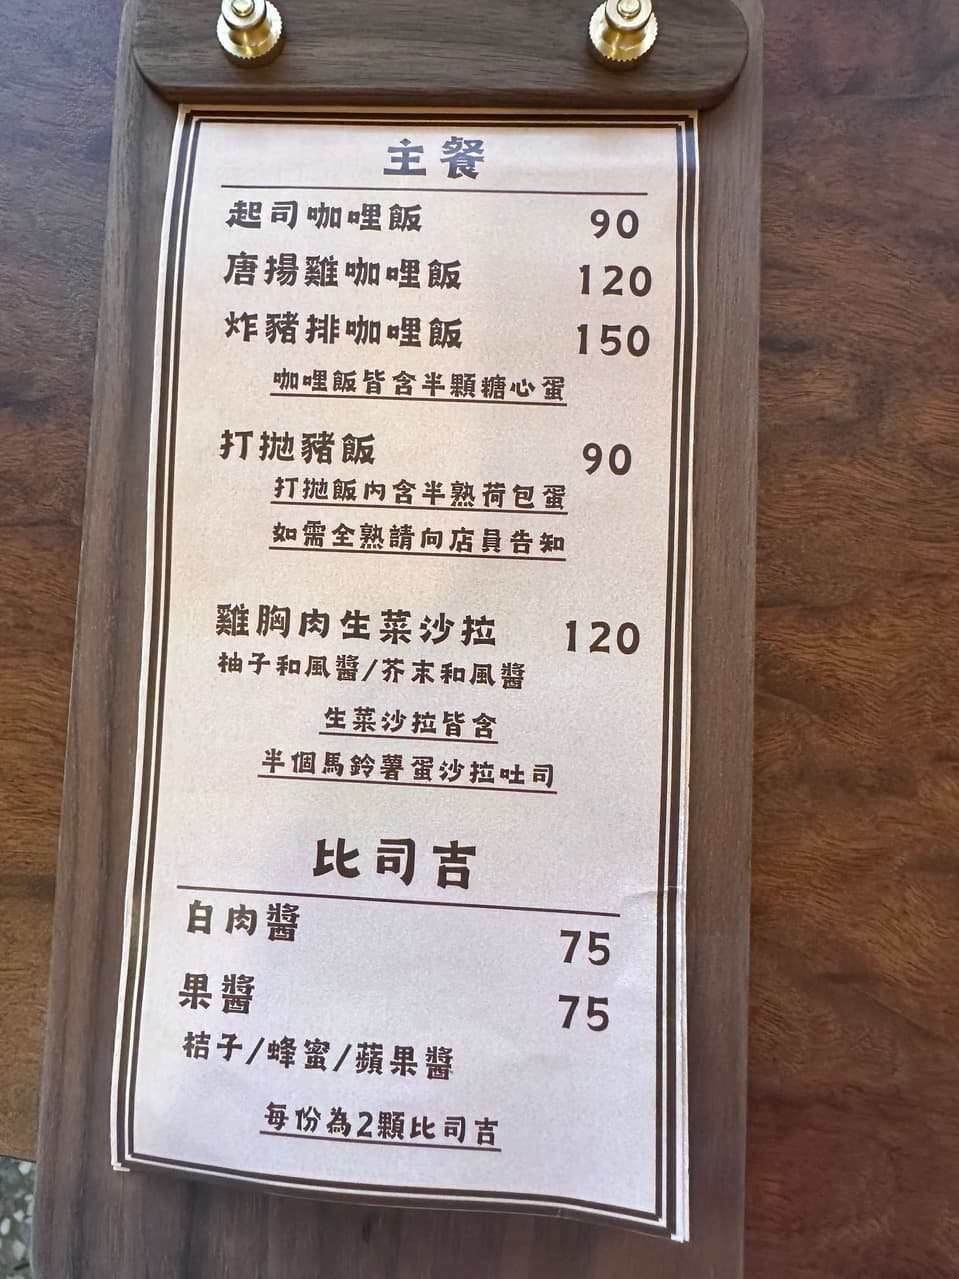 主餐
起司咖哩飯 90
唐揚雞咖哩飯 120
炸豬排咖哩飯 150
咖哩飯皆含半顆糖心蛋
打拋豬飯 90
打拋飯內含半熟荷包蛋
如需全熟請向店員告知
雞胸肉生菜沙拉 120
柚子和風醬/芥末和風醬
生菜沙拉皆含
半個馬鈴薯蛋沙拉吐司
比司吉
白肉醬 75
果醬 75
桔子/蜂蜜/蘋果醬
每份為2顆比司吉